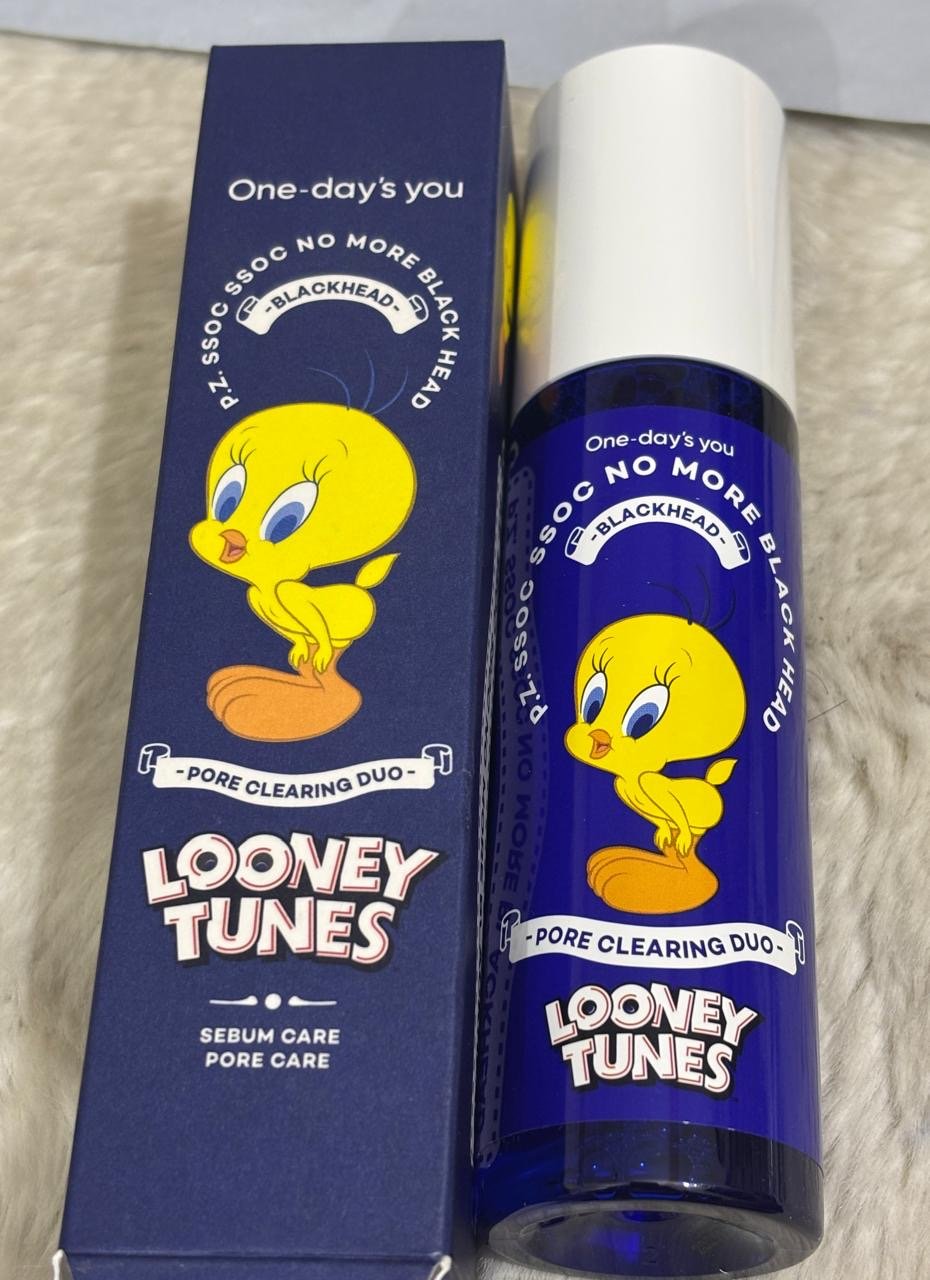 One-day's you
P.Z. SSOC SSOC NO MORE BLACK HEAD
-BLACKHEAD-
-PORE CLEARING DUO-
LOONEY
TUNES
SEBUM CARE
PORE CARE
One-day's you
P.Z. SSOC SSOC NO MORE BLACK HEAD
-BLACKHEAD-
-PORE CLEARING DUO-
LOONEY
TUNES